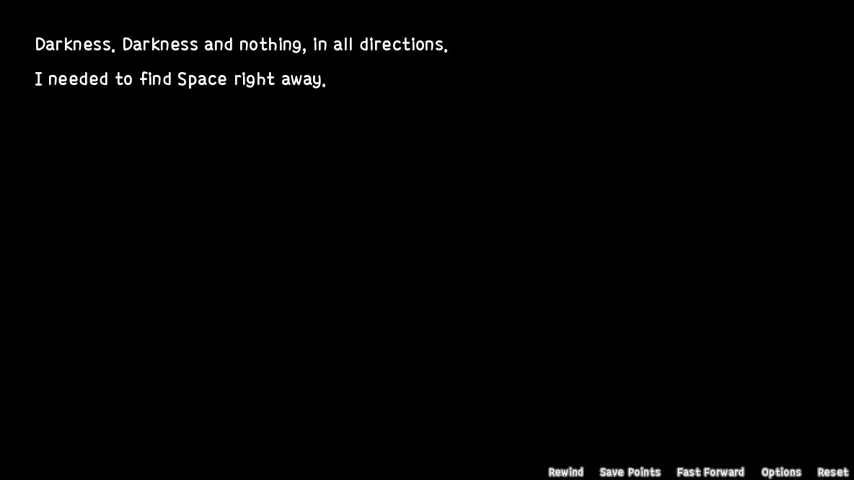 Darkness. Darkness and nothing, in all directions.
I needed to find Space right away.
Rewind Save Points Fast Forward Options Reset